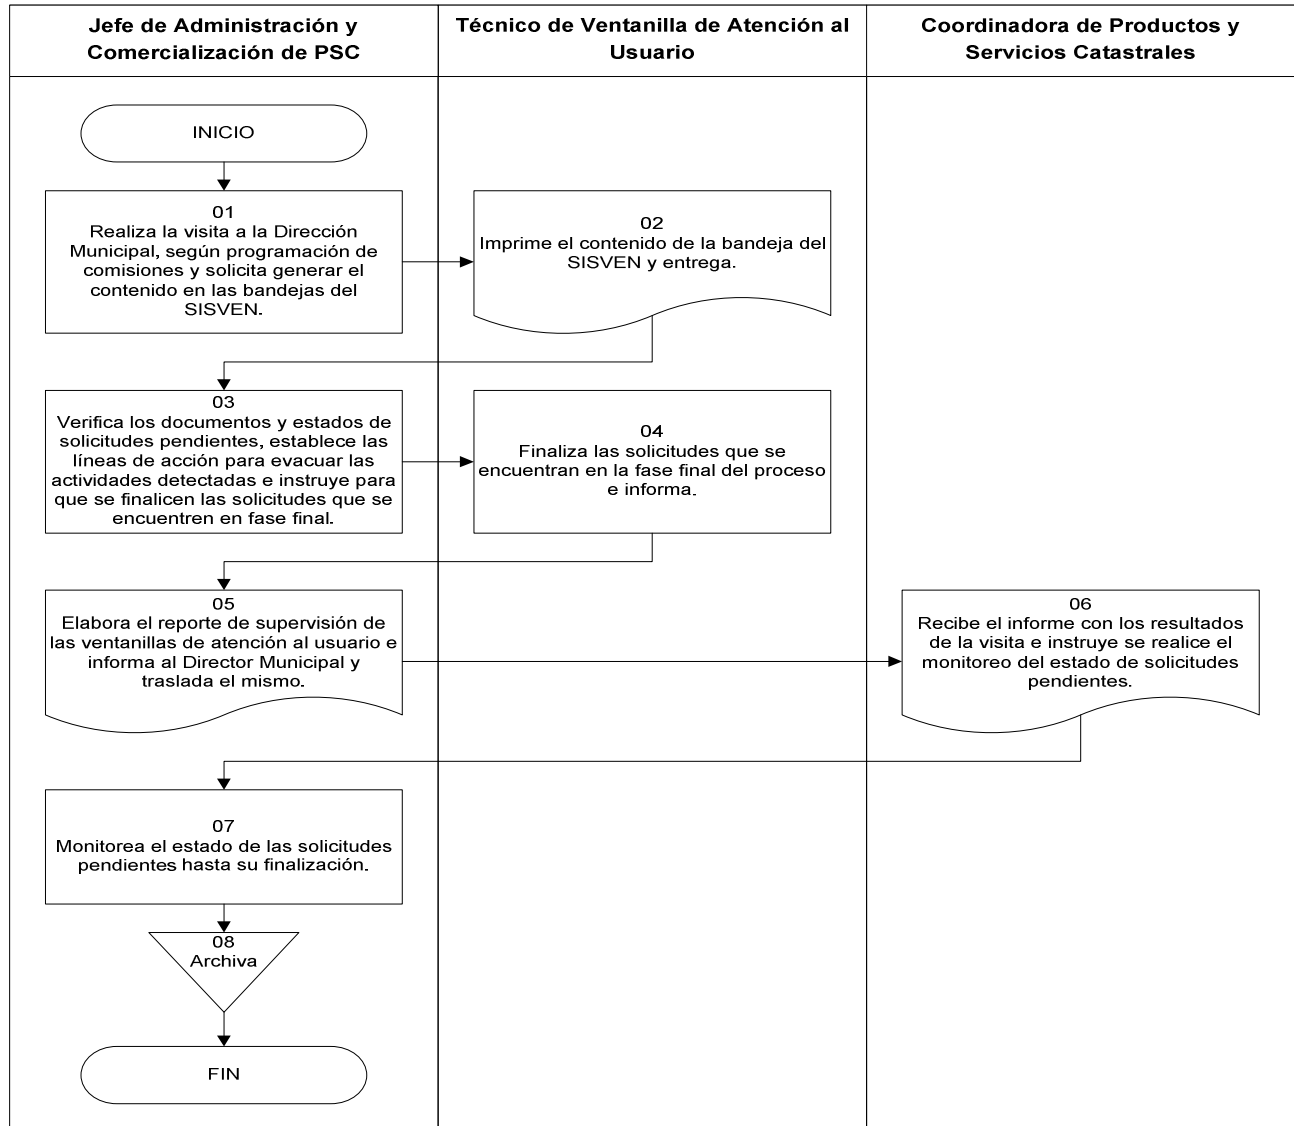 Jefe de Administración y
Comercialización de PSC
Técnico de Ventanilla de Atención al
Usuario
Coordinadora de Productos y
Servicios Catastrales
INICIO
01
Realiza la visita a la Dirección
Municipal, según programación de
comisiones y solicita generar el
contenido en las bandejas del
SISVEN.
02
Imprime el contenido de la bandeja del
SISVEN y entrega.
03
Verifica los documentos y estados de
solicitudes pendientes, establece las
líneas de acción para evacuar las
actividades detectadas e instruye para
que se finalicen las solicitudes que se
encuentren en fase final.
04
Finaliza las solicitudes que se
encuentran en la fase final del proceso
e informa.
05
Elabora el reporte de supervisión de
las ventanillas de atención al usuario e
informa al Director Municipal y
traslada el mismo.
06
Recibe el informe con los resultados
de la visita e instruye se realice el
monitoreo del estado de solicitudes
pendientes.
07
Monitorea el estado de las solicitudes
pendientes hasta su finalización.
08
Archiva
FIN